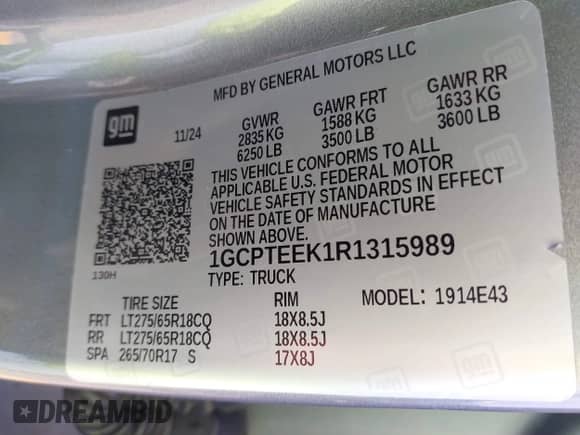 MFD BY GENERAL MOTORS LLC
gm
11/24
GVWR GAWR FRT GAWR RR
2835 KG 1588 KG 1633 KG
6250 LB 3500 LB 3600 LB
THIS VEHICLE CONFORMS TO ALL
APPLICABLE U.S. FEDERAL MOTOR
VEHICLE SAFETY STANDARDS IN EFFECT
ON THE DATE OF MANUFACTURE
SHOWN ABOVE.
130H
1GCPTEEK1R1315989
TYPE: TRUCK
TIRE SIZE RIM MODEL: 1914E43
FRT LT275/65R18CQ 18X8.5J
RR LT275/65R18CQ 18X8.5J
SPA 265/70R17 S 17X8J
DREAMBID